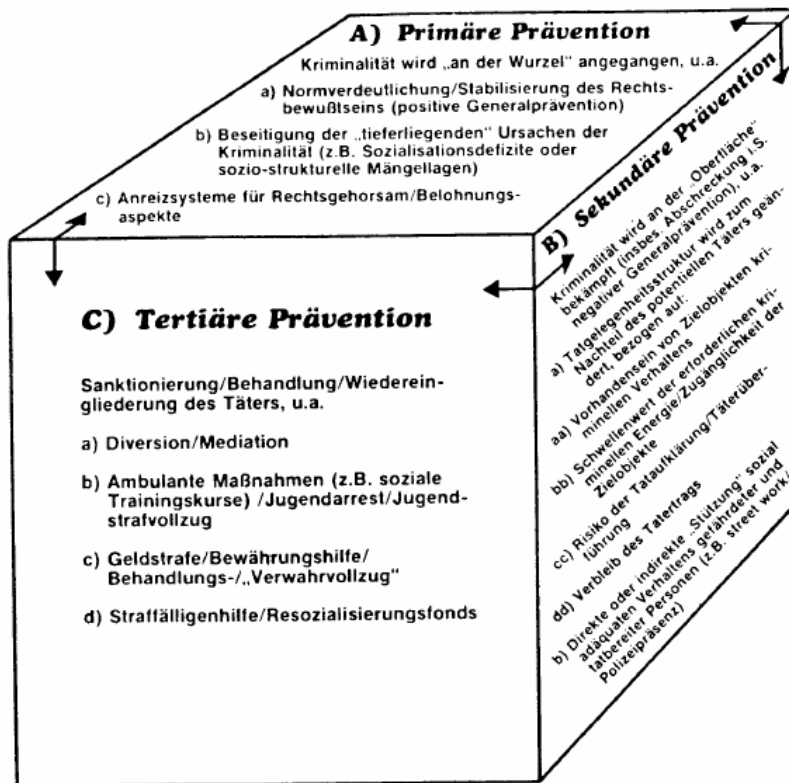 A) Primäre Prävention
Kriminalität wird „an der Wurzel" angegangen, u.a.
a) Normverdeutlichung/Stabilisierung des Rechts-
bewußtseins (positive Generalprävention)
b) Beseitigung der „tieferliegenden" Ursachen der
Kriminalität (z.B. Sozialisationsdefizite oder
sozio-strukturelle Mängellagen)
c) Anreizsysteme für Rechtsgehorsam/Belohnungs-
aspekte
B) Sekundäre Prävention
Kriminalität wird an der „Oberfläche"
bekämpft (insbes. Abschreckung i.S.
negativer Generalprävention), u.a.
a) Tatgelegenheitsstruktur wird zum
Nachteil des potentiellen Täters geän-
dert, bezogen auf:
aa) Vorhandensein von Zielobjekten kri-
minellen Verhaltens
bb) Schwellenwert der erforderlichen kri-
minellen Energie/Zugänglichkeit der
Zielobjekte
cc) Risiko der Tataufklärung/Täterüber-
führung
dd) Verbleib des Tatertrags
b) Direkte oder indirekte „Stützung" sozial
adäquaten Verhaltens gefährdeter und
tatbereiter Personen (z.B. street work/
Polizeipräsenz)
C) Tertiäre Prävention
Sanktionierung/Behandlung/Wiederein-
gliederung des Täters, u.a.
a) Diversion/Mediation
b) Ambulante Maßnahmen (z.B. soziale
Trainingskurse) /Jugendarrest/Jugend-
strafvollzug
c) Geldstrafe/Bewährungshilfe/
Behandlungs-/„Verwahrvollzug"
d) Straffälligenhilfe/Resozialisierungsfonds